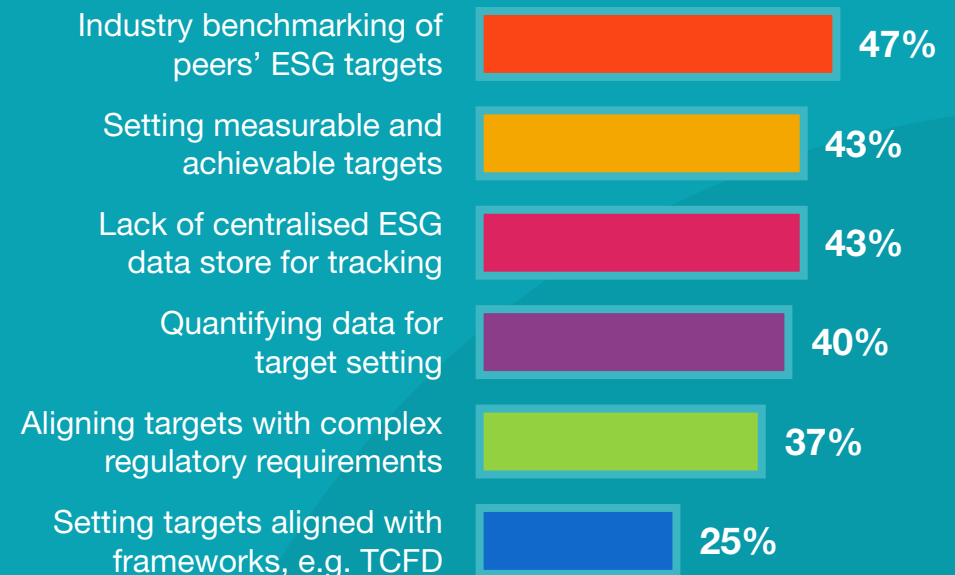 Industry benchmarking of
peers’ ESG targets
47%
Setting measurable and
achievable targets
43%
Lack of centralised ESG
data store for tracking
43%
Quantifying data for
target setting
40%
Aligning targets with complex
regulatory requirements
37%
Setting targets aligned with
frameworks, e.g. TCFD
25%